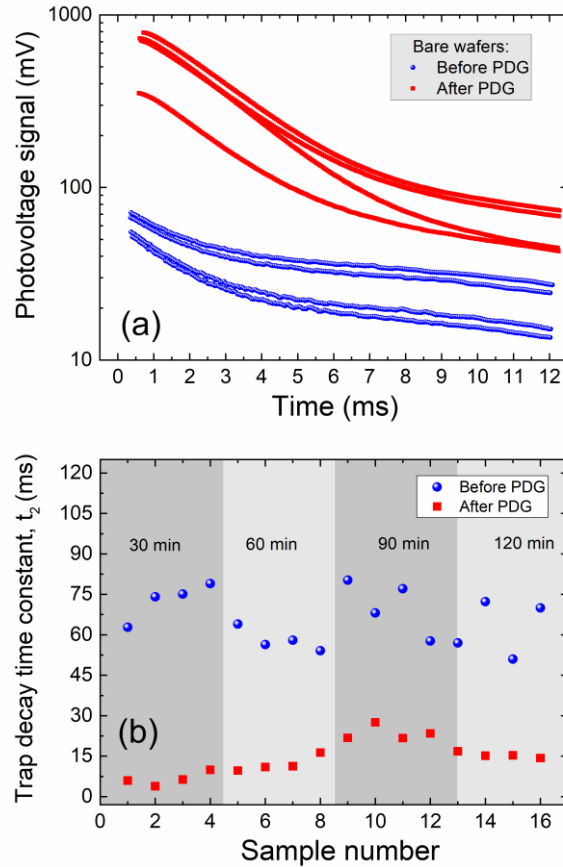 1000
100
10
Photovoltage signal (mV)
Bare wafers:
Before PDG
After PDG
(a)
0 1 2 3 4 5 6 7 8 9 10 11 12
Time (ms)
120
105
90
75
60
45
30
15
0
Trap decay time constant, t₂ (ms)
Before PDG
After PDG
30 min 60 min 90 min 120 min
(b)
0 2 4 6 8 10 12 14 16
Sample number